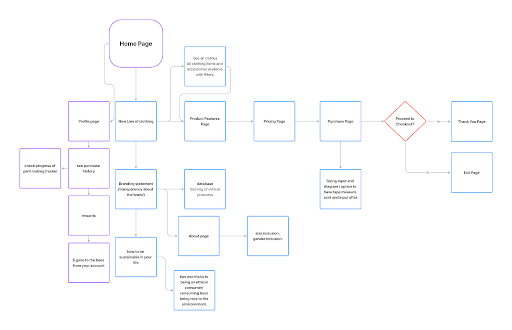 Home Page
See all clothes
All clothing items and
accessories available
with filters.
Profile page
New Line of clothing
Product Features
Page
Pricing Page
Purchase Page
Proceed to
Checkout?
Thank You Page
check progress of
pant making tracker
see purchase
history
Branding statement
(transparency about
the brand)
database
Sizing input and
diagram ( option to
have tape measure
sent and input after
Exit Page
rewards
About page
size inclusion,
gender inclusion.
$ gone to the bees
from your account
how to be
sustainable in your
life
tips and tricks to
being an ethical
consumer/
consuming less/
being nice to the
environment.